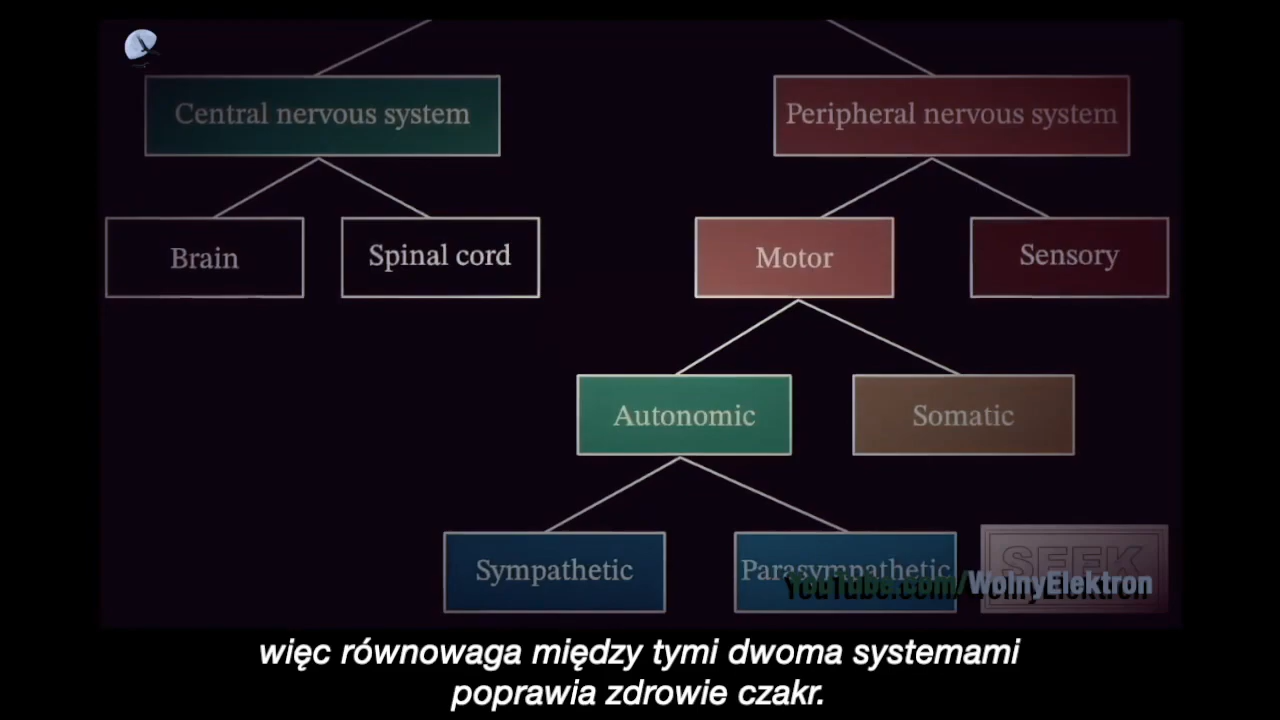 Central nervous system
Peripheral nervous system
Brain
Spinal cord
Motor
Sensory
Autonomic
Somatic
Sympathetic
Parasympathetic
SEEK
YouTube.com/WolnyElektron
więc równowaga między tymi dwoma systemami
poprawia zdrowie czakr.